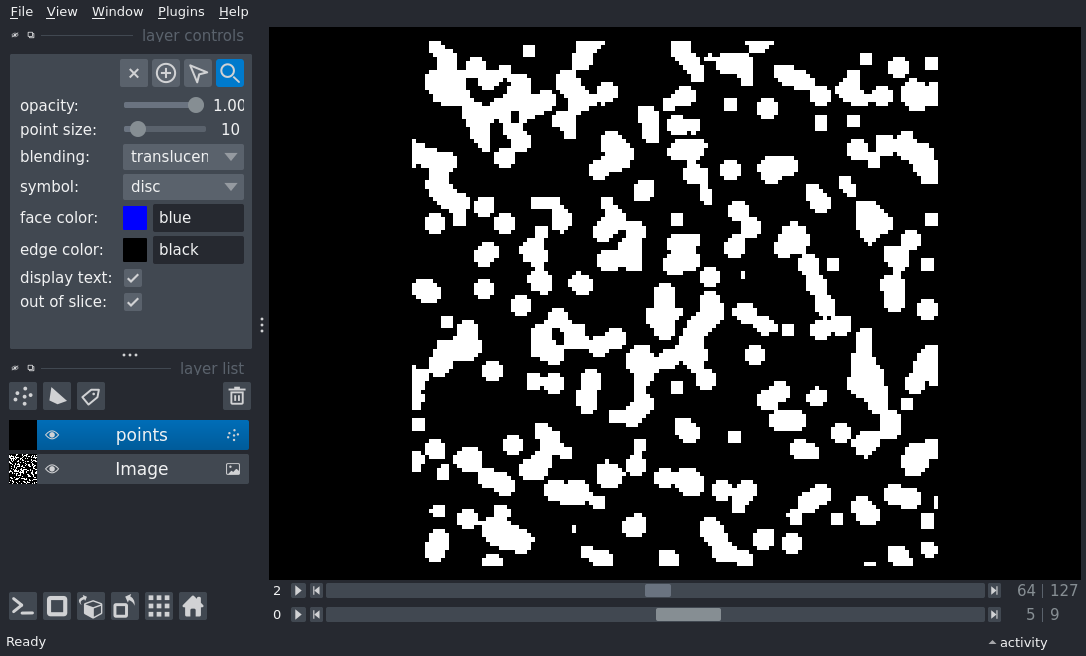 File View Window Plugins Help
layer controls
opacity: 1.00
point size: 10
blending: translucen
symbol: disc
face color: blue
edge color: black
display text:
out of slice:
layer list
points
Image
2 64 | 127
0 5 | 9
Ready activity